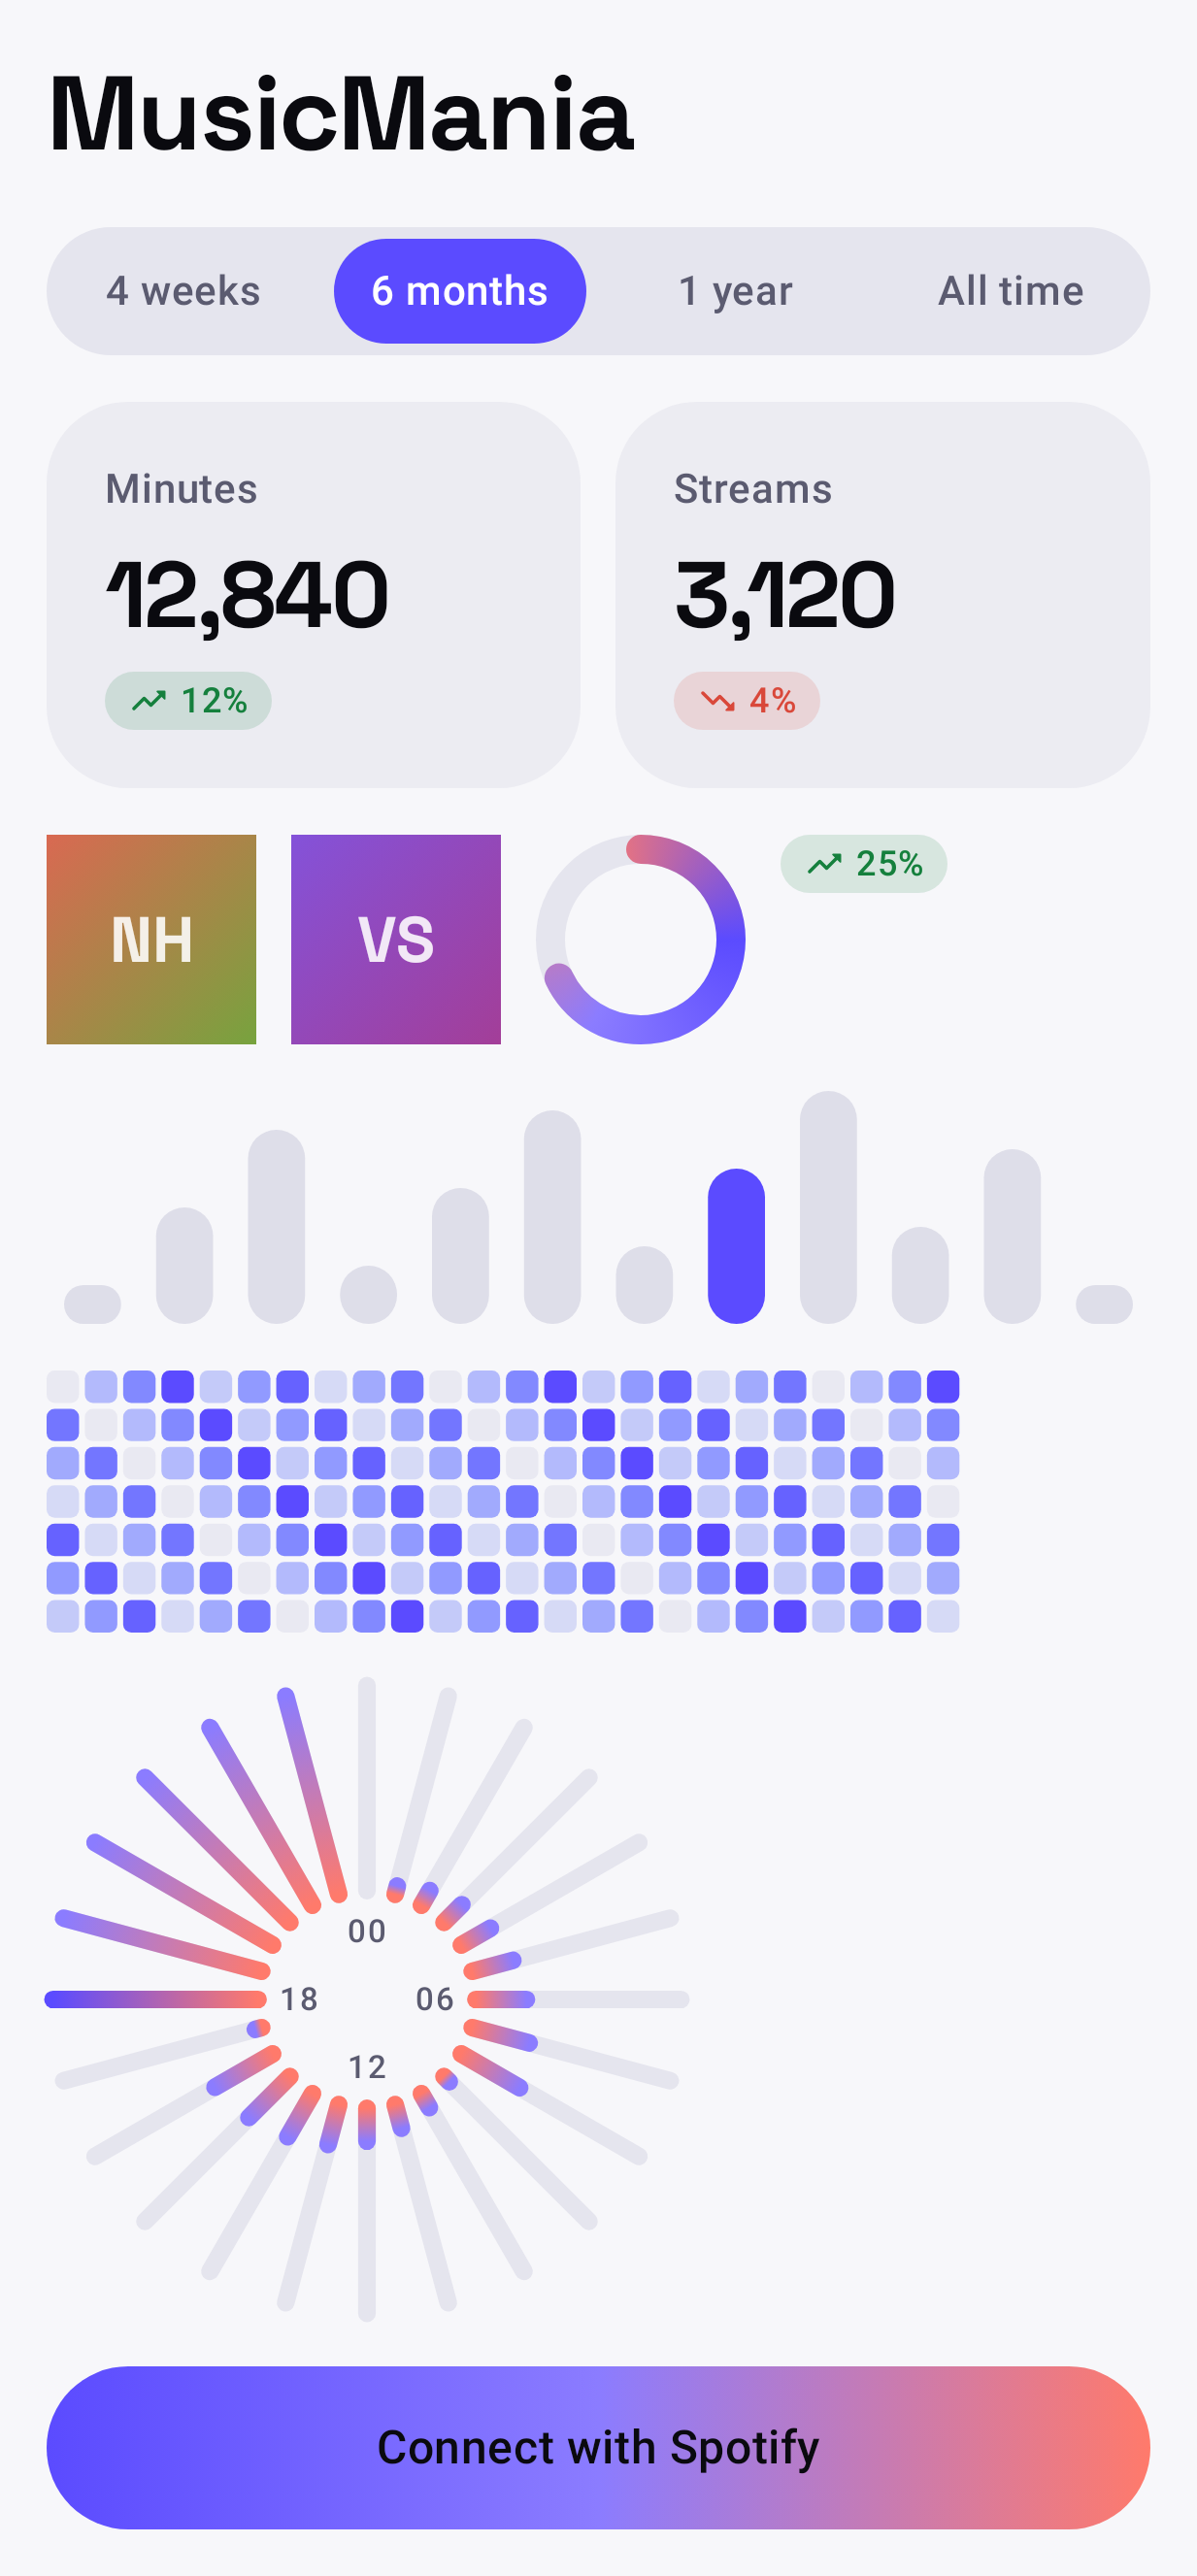 MusicMania
4 weeks 6 months 1 year All time
Minutes
12,840
12%
Streams
3,120
4%
NH VS 25%
00
18 06
12
Connect with Spotify